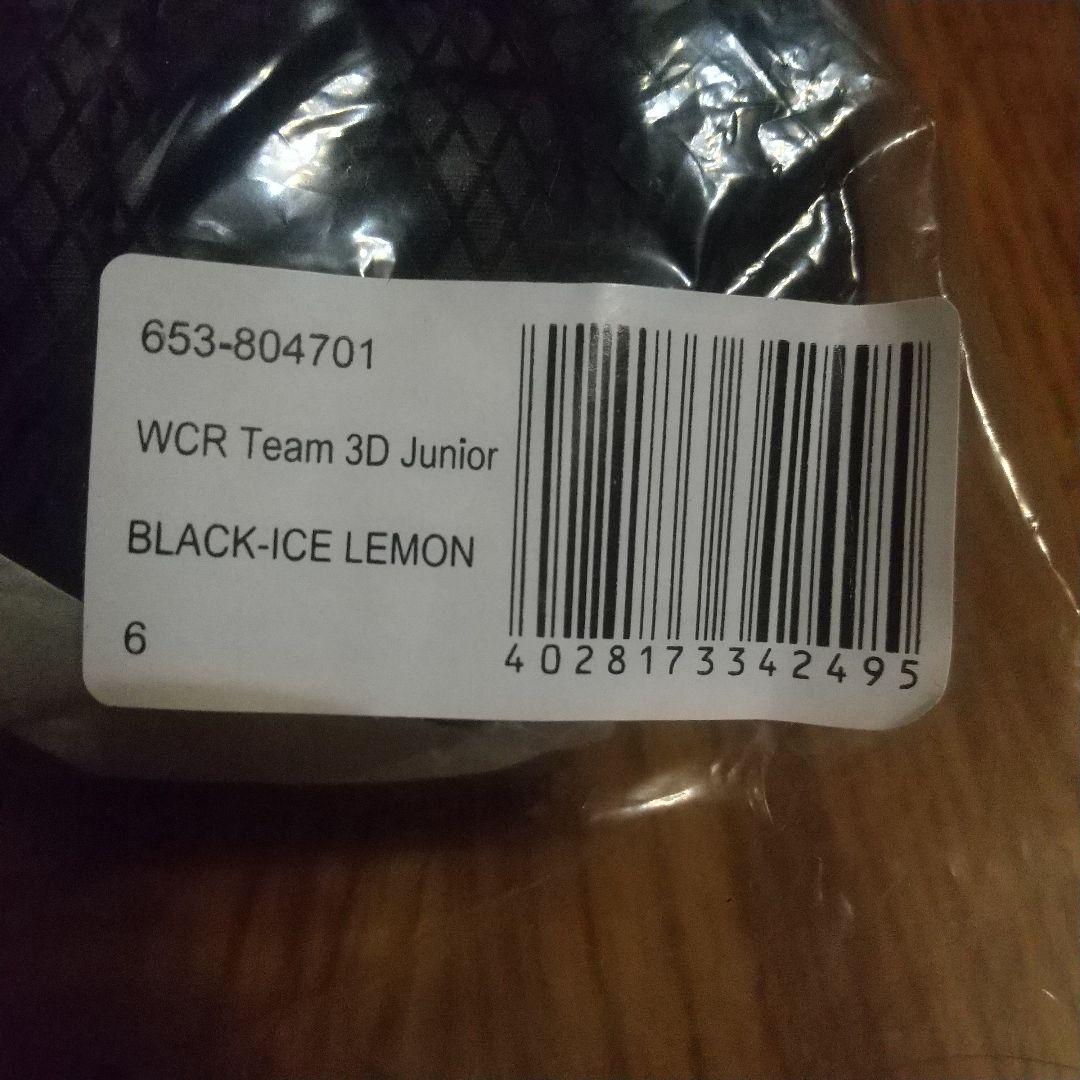 653-804701
WCR Team 3D Junior
BLACK-ICE LEMON
6
4028173342495